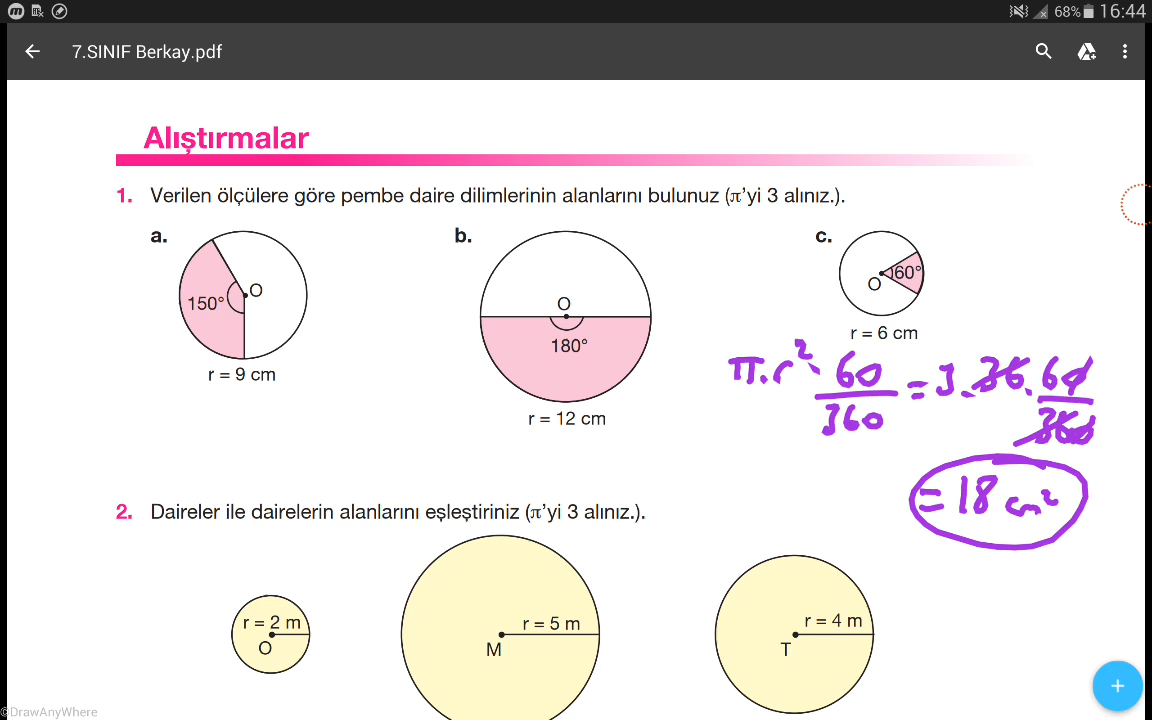 68% 16:44
7.SINIF Berkay.pdf
Alıştırmalar
1. Verilen ölçülere göre pembe daire dilimlerinin alanlarını bulunuz (π'yi 3 alınız.).
a. b. c.
150° O
r = 9 cm
O
180°
r = 12 cm
60°
O
r = 6 cm
π.r². 60/360 = 3.36.60/360
= 18 cm²
2. Daireler ile dairelerin alanlarını eşleştiriniz (π'yi 3 alınız.).
r = 2 m
O
r = 5 m
M
r = 4 m
T
©DrawAnyWhere